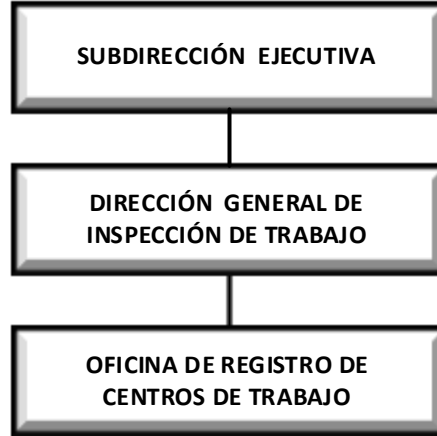 SUBDIRECCIÓN EJECUTIVA
DIRECCIÓN GENERAL DE
INSPECCIÓN DE TRABAJO
OFICINA DE REGISTRO DE
CENTROS DE TRABAJO